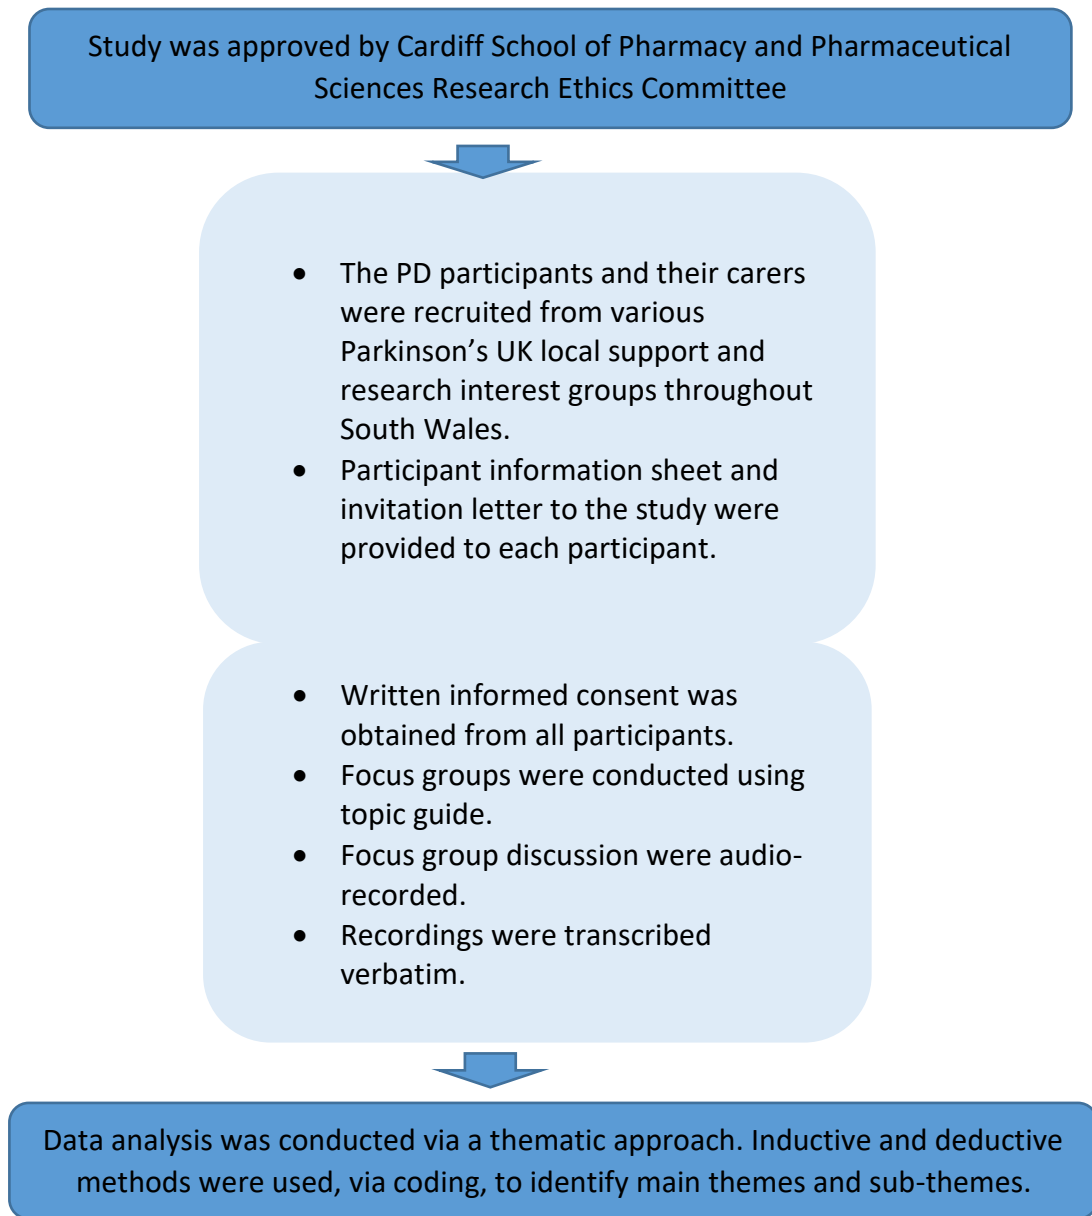 Study was approved by Cardiff School of Pharmacy and Pharmaceutical
Sciences Research Ethics Committee
• The PD participants and their carers
were recruited from various
Parkinson’s UK local support and
research interest groups throughout
South Wales.
• Participant information sheet and
invitation letter to the study were
provided to each participant.
• Written informed consent was
obtained from all participants.
• Focus groups were conducted using
topic guide.
• Focus group discussion were audio-
recorded.
• Recordings were transcribed
verbatim.
Data analysis was conducted via a thematic approach. Inductive and deductive
methods were used, via coding, to identify main themes and sub-themes.